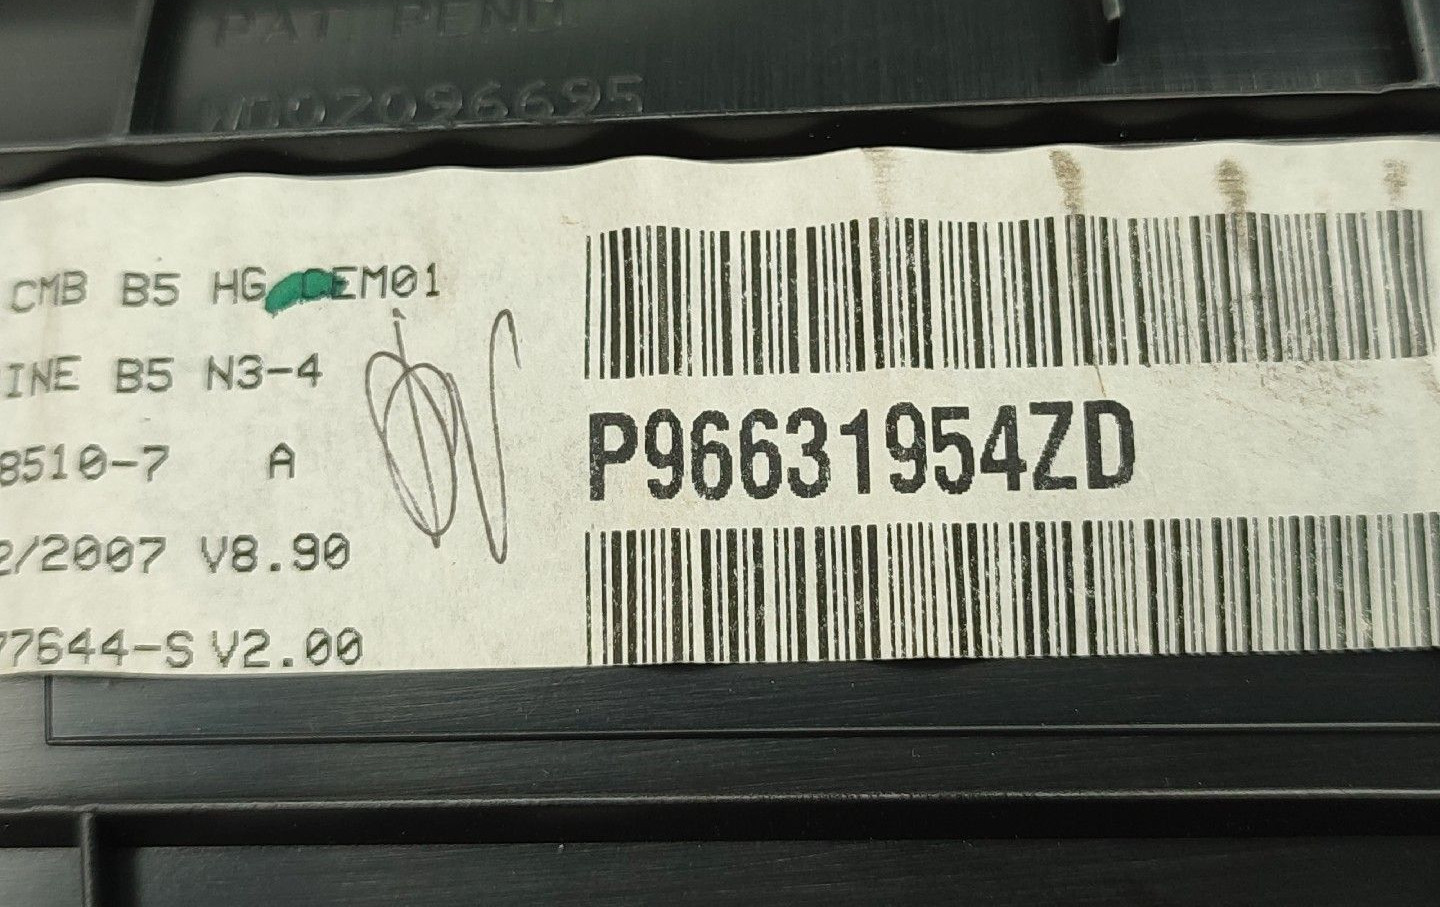 PAT. PEND.
WO02096695
CMB B5 HG CEM01
INE B5 N3-4
8510-7 A
2/2007 V8.90
77644-S V2.00
P96631954ZD